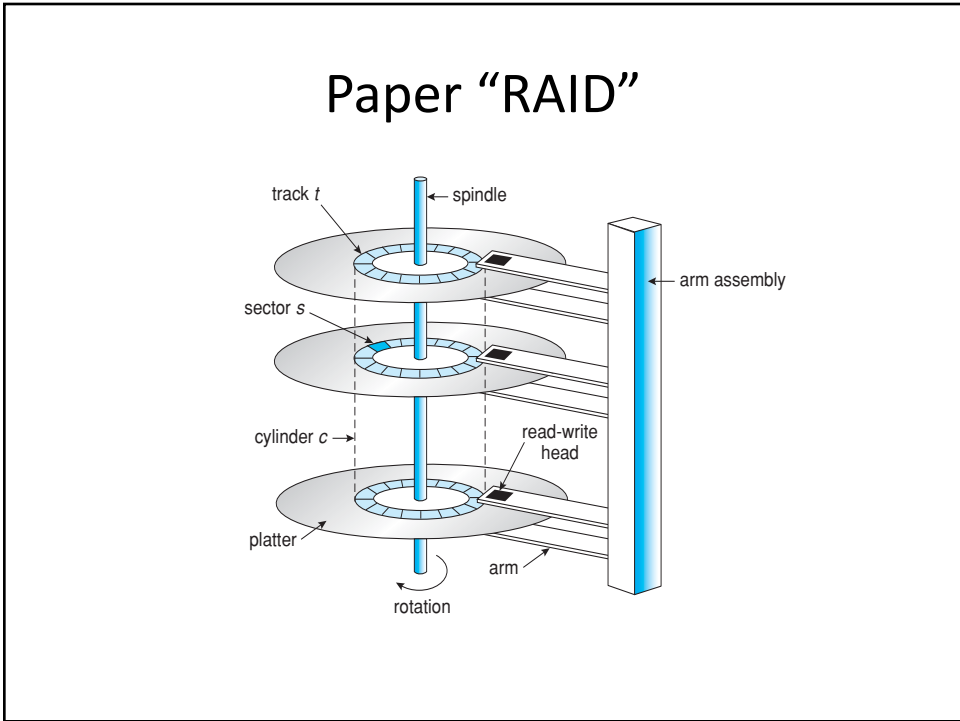 Paper “RAID”
track t
spindle
arm assembly
sector s
cylinder c
read-write
head
platter
arm
rotation